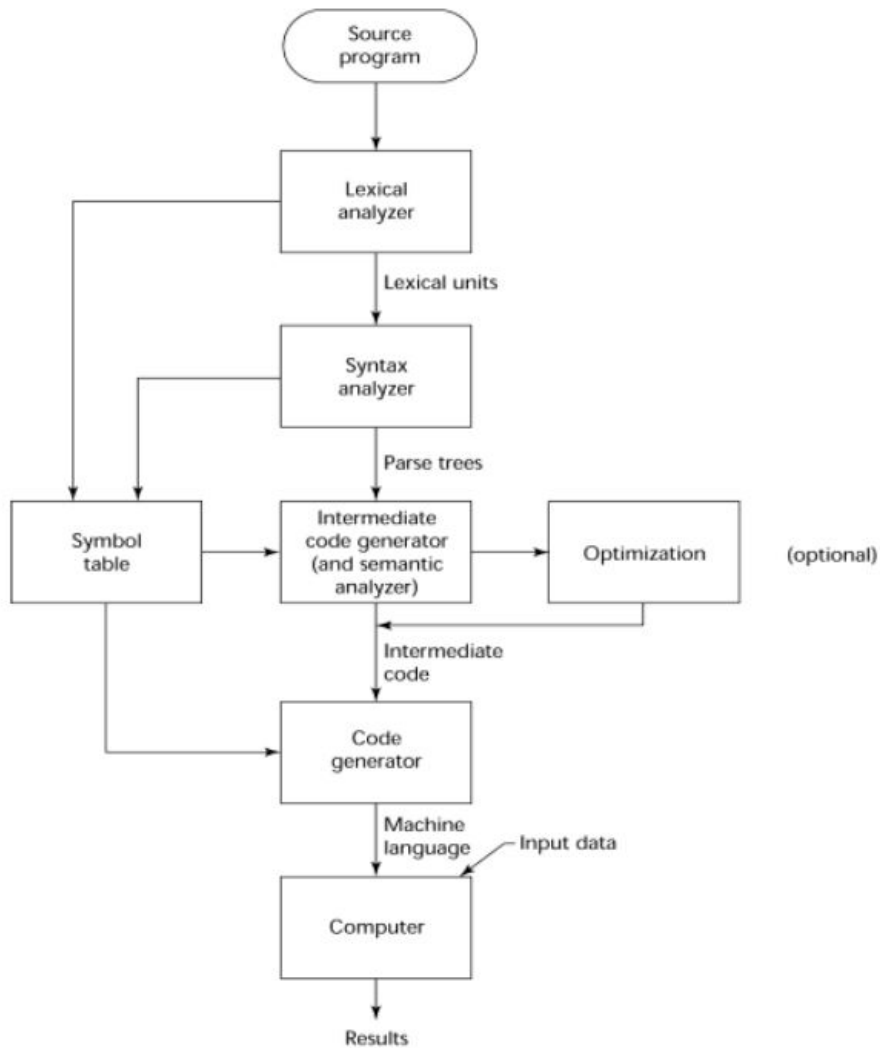 Source
program
Lexical
analyzer
Lexical units
Syntax
analyzer
Parse trees
Symbol
table
Intermediate
code generator
(and semantic
analyzer)
Optimization
(optional)
Intermediate
code
Code
generator
Machine
language
Input data
Computer
Results